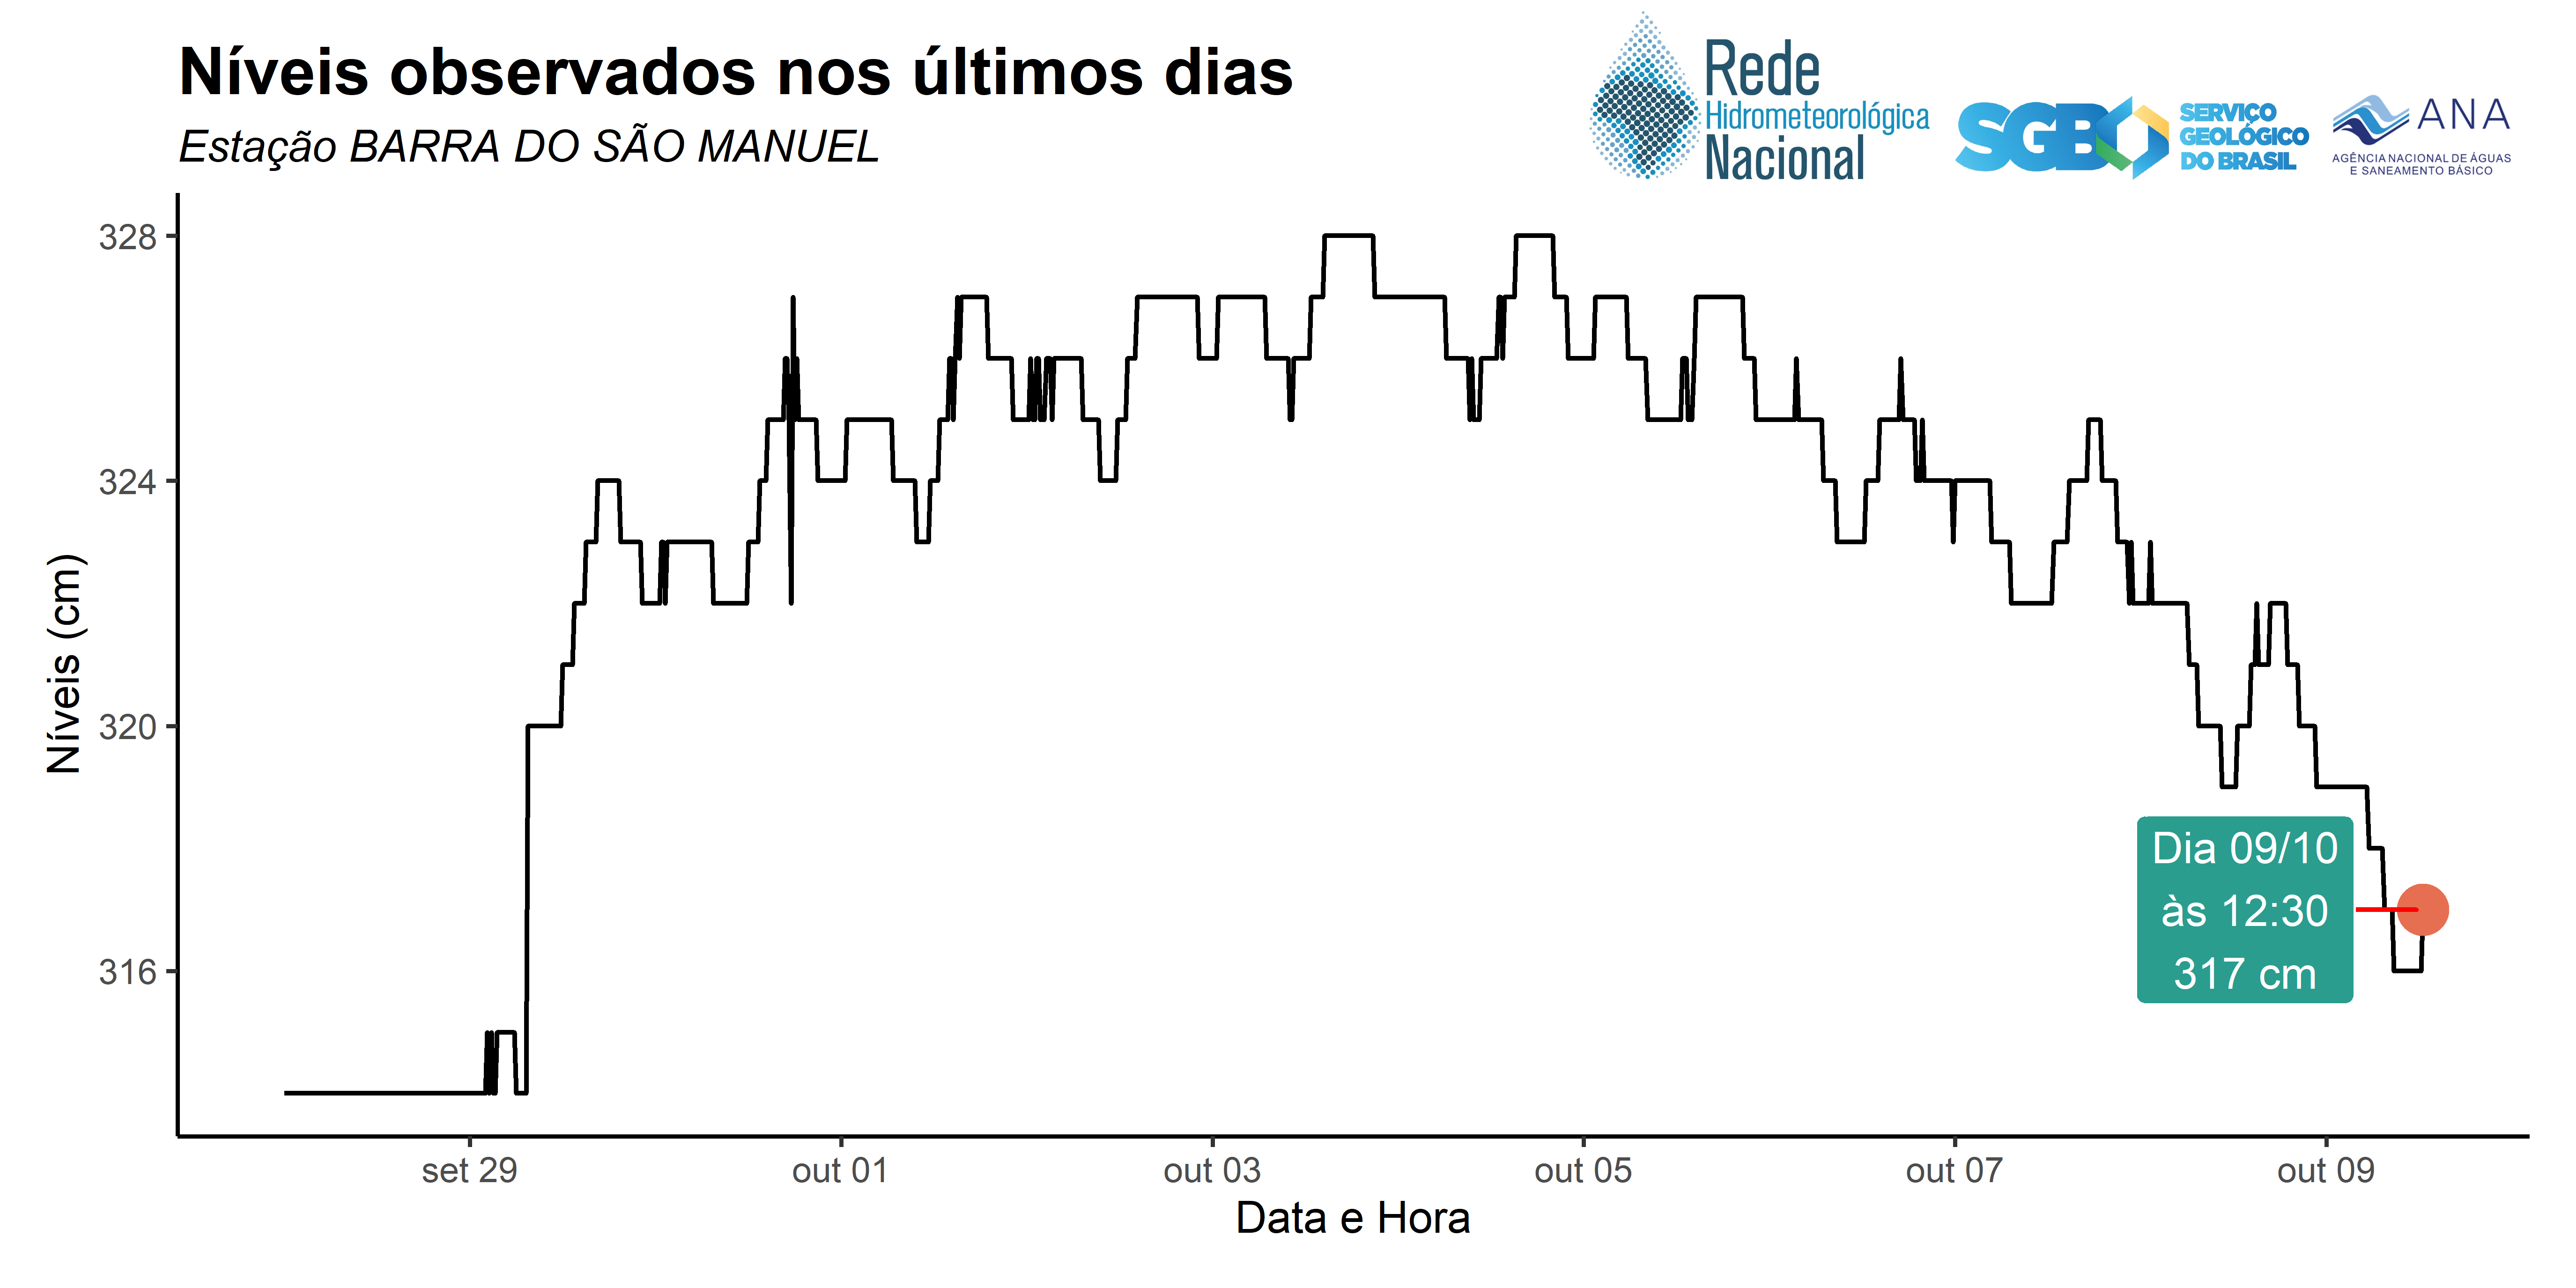 Níveis observados nos últimos dias
Estação BARRA DO SÃO MANUEL
Rede
Hidrometeorológica
Nacional
SGB
SERVIÇO
GEOLÓGICO
DO BRASIL
ANA
AGÊNCIA NACIONAL DE ÁGUAS
E SANEAMENTO BÁSICO
Níveis (cm)
328
324
320
316
Dia 09/10
às 12:30
317 cm
set 29
out 01
out 03
out 05
out 07
out 09
Data e Hora